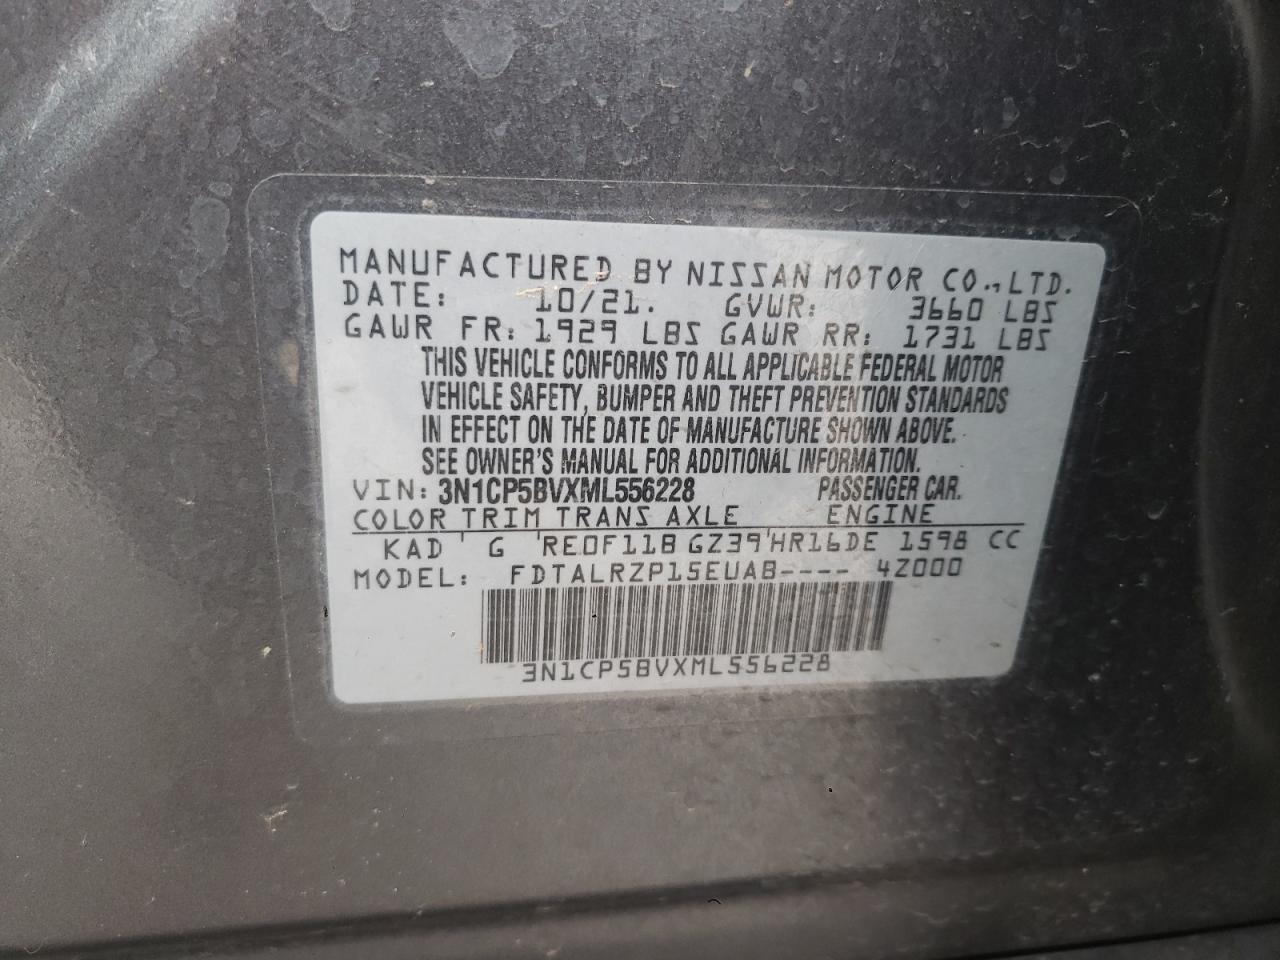 MANUFACTURED BY NISSAN MOTOR CO.,LTD.
DATE: 10/21. GVWR: 3660 LBS
GAWR FR: 1929 LBS GAWR RR: 1731 LBS
THIS VEHICLE CONFORMS TO ALL APPLICABLE FEDERAL MOTOR
VEHICLE SAFETY, BUMPER AND THEFT PREVENTION STANDARDS
IN EFFECT ON THE DATE OF MANUFACTURE SHOWN ABOVE.
SEE OWNER'S MANUAL FOR ADDITIONAL INFORMATION.
VIN: 3N1CP5BVXML556228 PASSENGER CAR.
COLOR TRIM TRANS AXLE ENGINE
KAD ' G 'RE0F11B GZ39'HR16DE 1598 CC
MODEL: FDTALRZP15EUAB---- 4Z000
3N1CP5BVXML556228